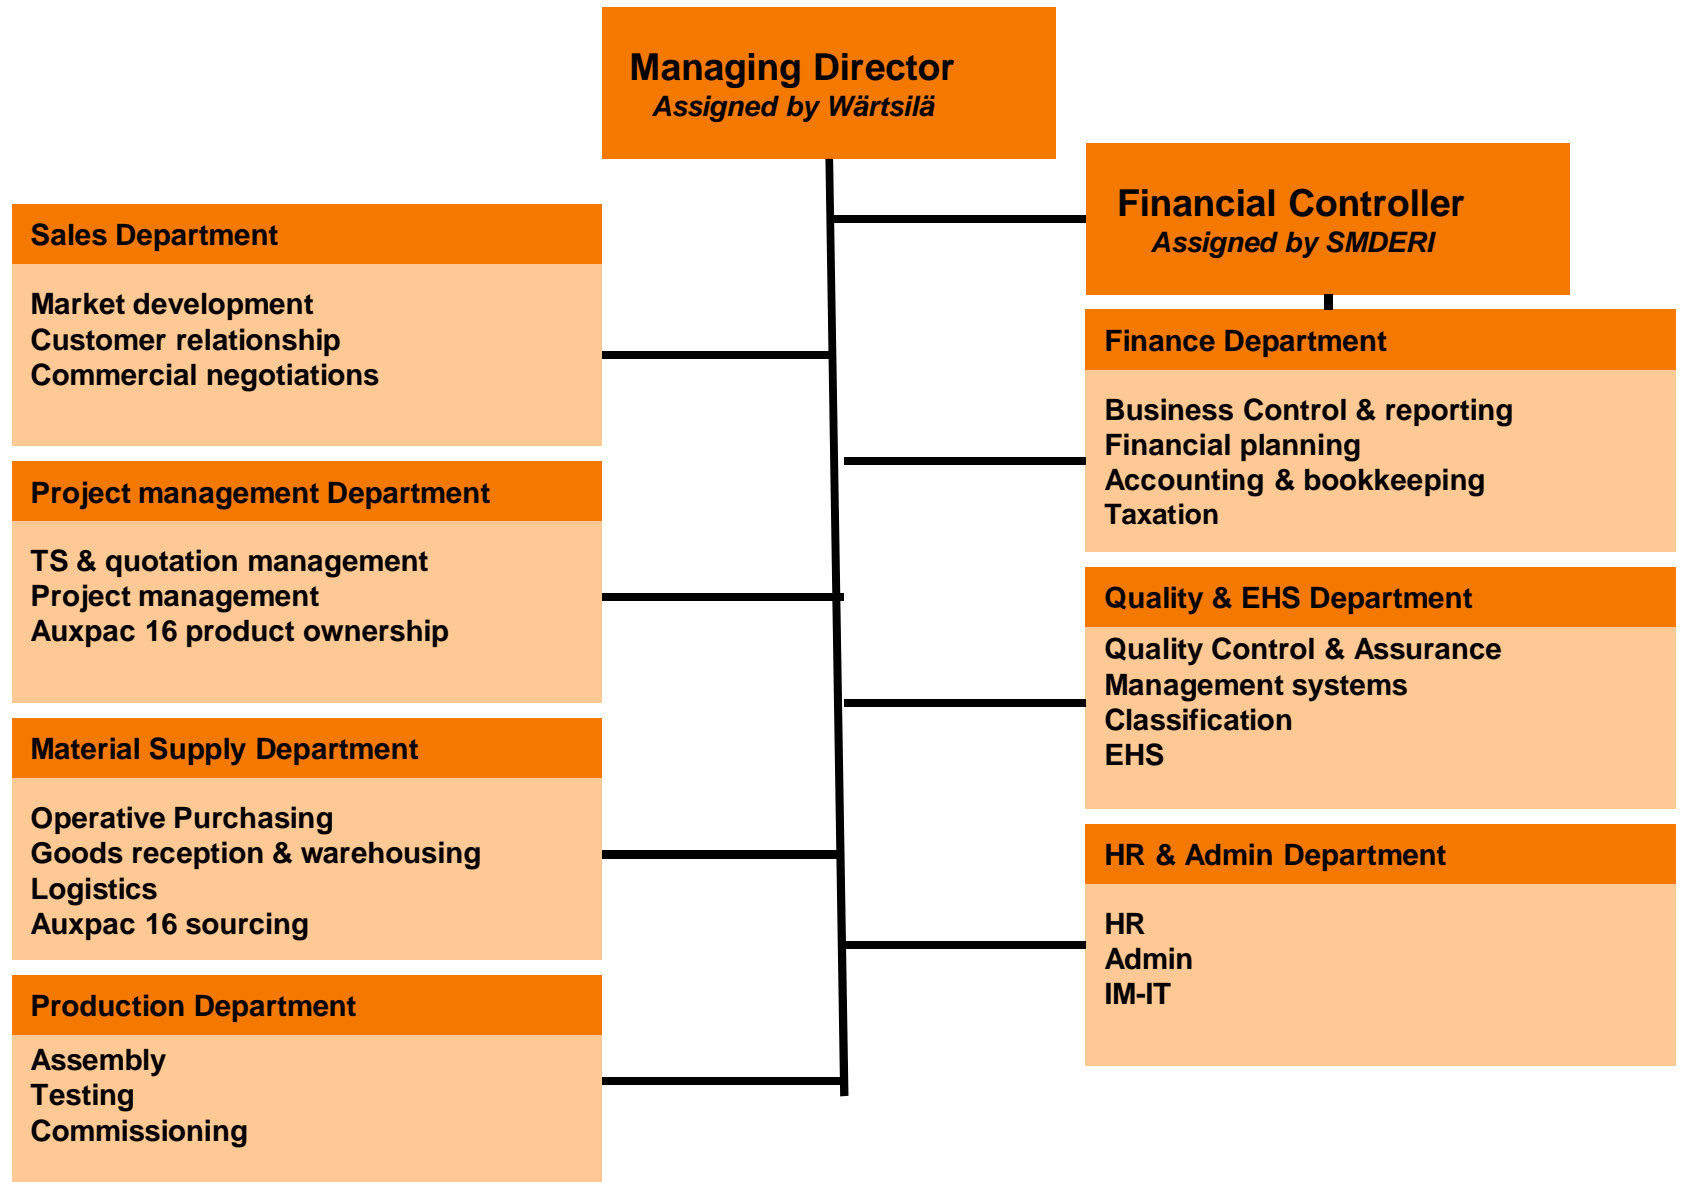 Managing Director
Assigned by Wärtsilä
Financial Controller
Assigned by SMDERI
Sales Department
Market development
Customer relationship
Commercial negotiations
Project management Department
TS & quotation management
Project management
Auxpac 16 product ownership
Material Supply Department
Operative Purchasing
Goods reception & warehousing
Logistics
Auxpac 16 sourcing
Production Department
Assembly
Testing
Commissioning
Finance Department
Business Control & reporting
Financial planning
Accounting & bookkeeping
Taxation
Quality & EHS Department
Quality Control & Assurance
Management systems
Classification
EHS
HR & Admin Department
HR
Admin
IM-IT